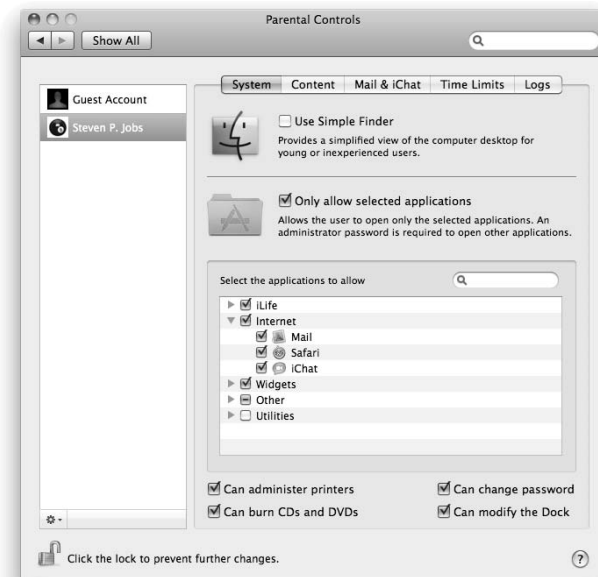 Parental Controls
Show All
Guest Account
Steven P. Jobs
System Content Mail & iChat Time Limits Logs
Use Simple Finder
Provides a simplified view of the computer desktop for
young or inexperienced users.
Only allow selected applications
Allows the user to open only the selected applications. An
administrator password is required to open other applications.
Select the applications to allow
iLife
Internet
Mail
Safari
iChat
Widgets
Other
Utilities
Can administer printers
Can change password
Can burn CDs and DVDs
Can modify the Dock
Click the lock to prevent further changes.
?